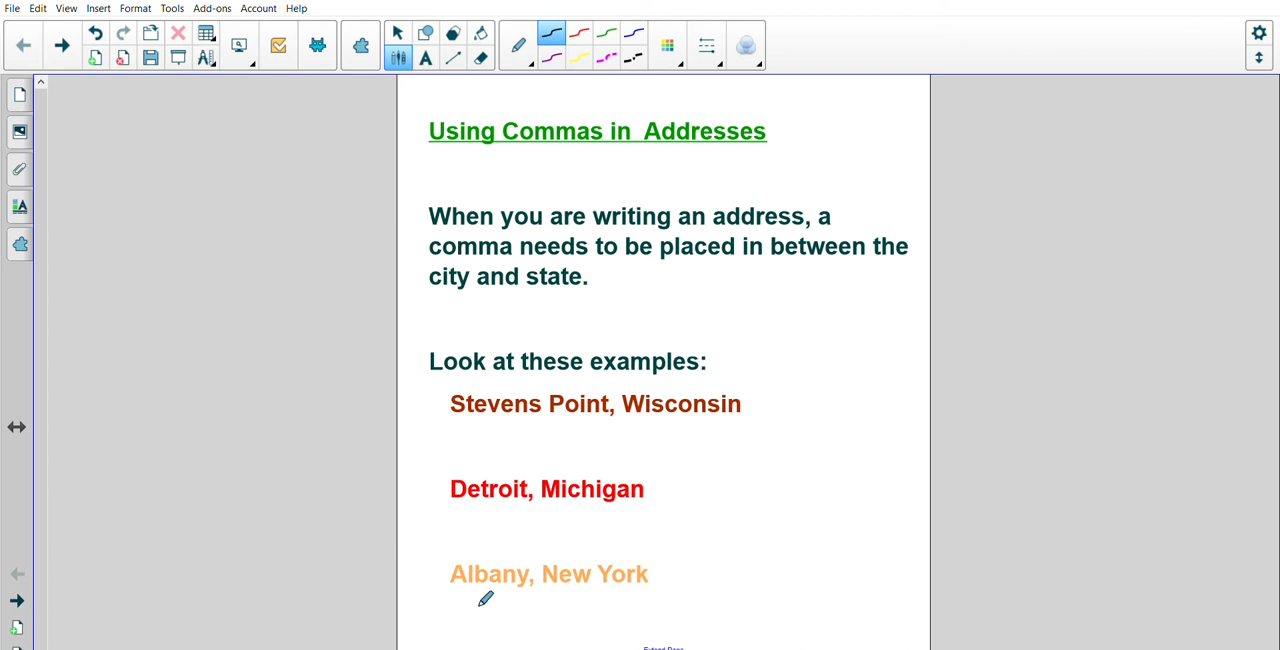 File Edit View Insert Format Tools Add-ons Account Help
Using Commas in  Addresses
When you are writing an address, a
comma needs to be placed in between the
city and state.
Look at these examples:
Stevens Point, Wisconsin
Detroit, Michigan
Albany, New York
Extend Page